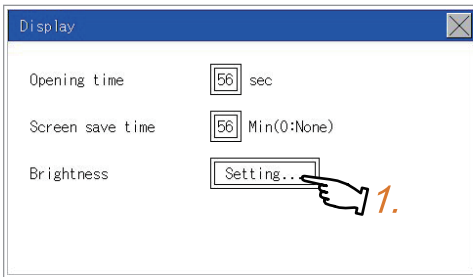 Display
Opening time 56 sec
Screen save time 56 Min(0:None)
Brightness Setting...
1.